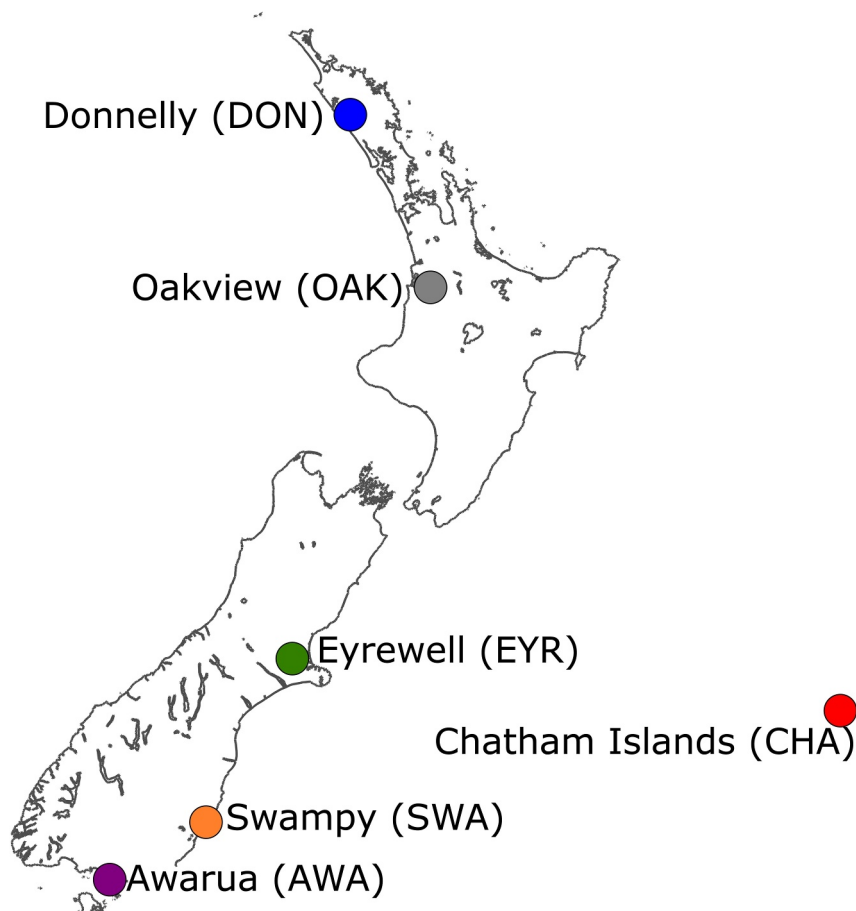 Donnelly (DON)
Oakview (OAK)
Eyrewell (EYR)
Chatham Islands (CHA)
Swampy (SWA)
Awarua (AWA)